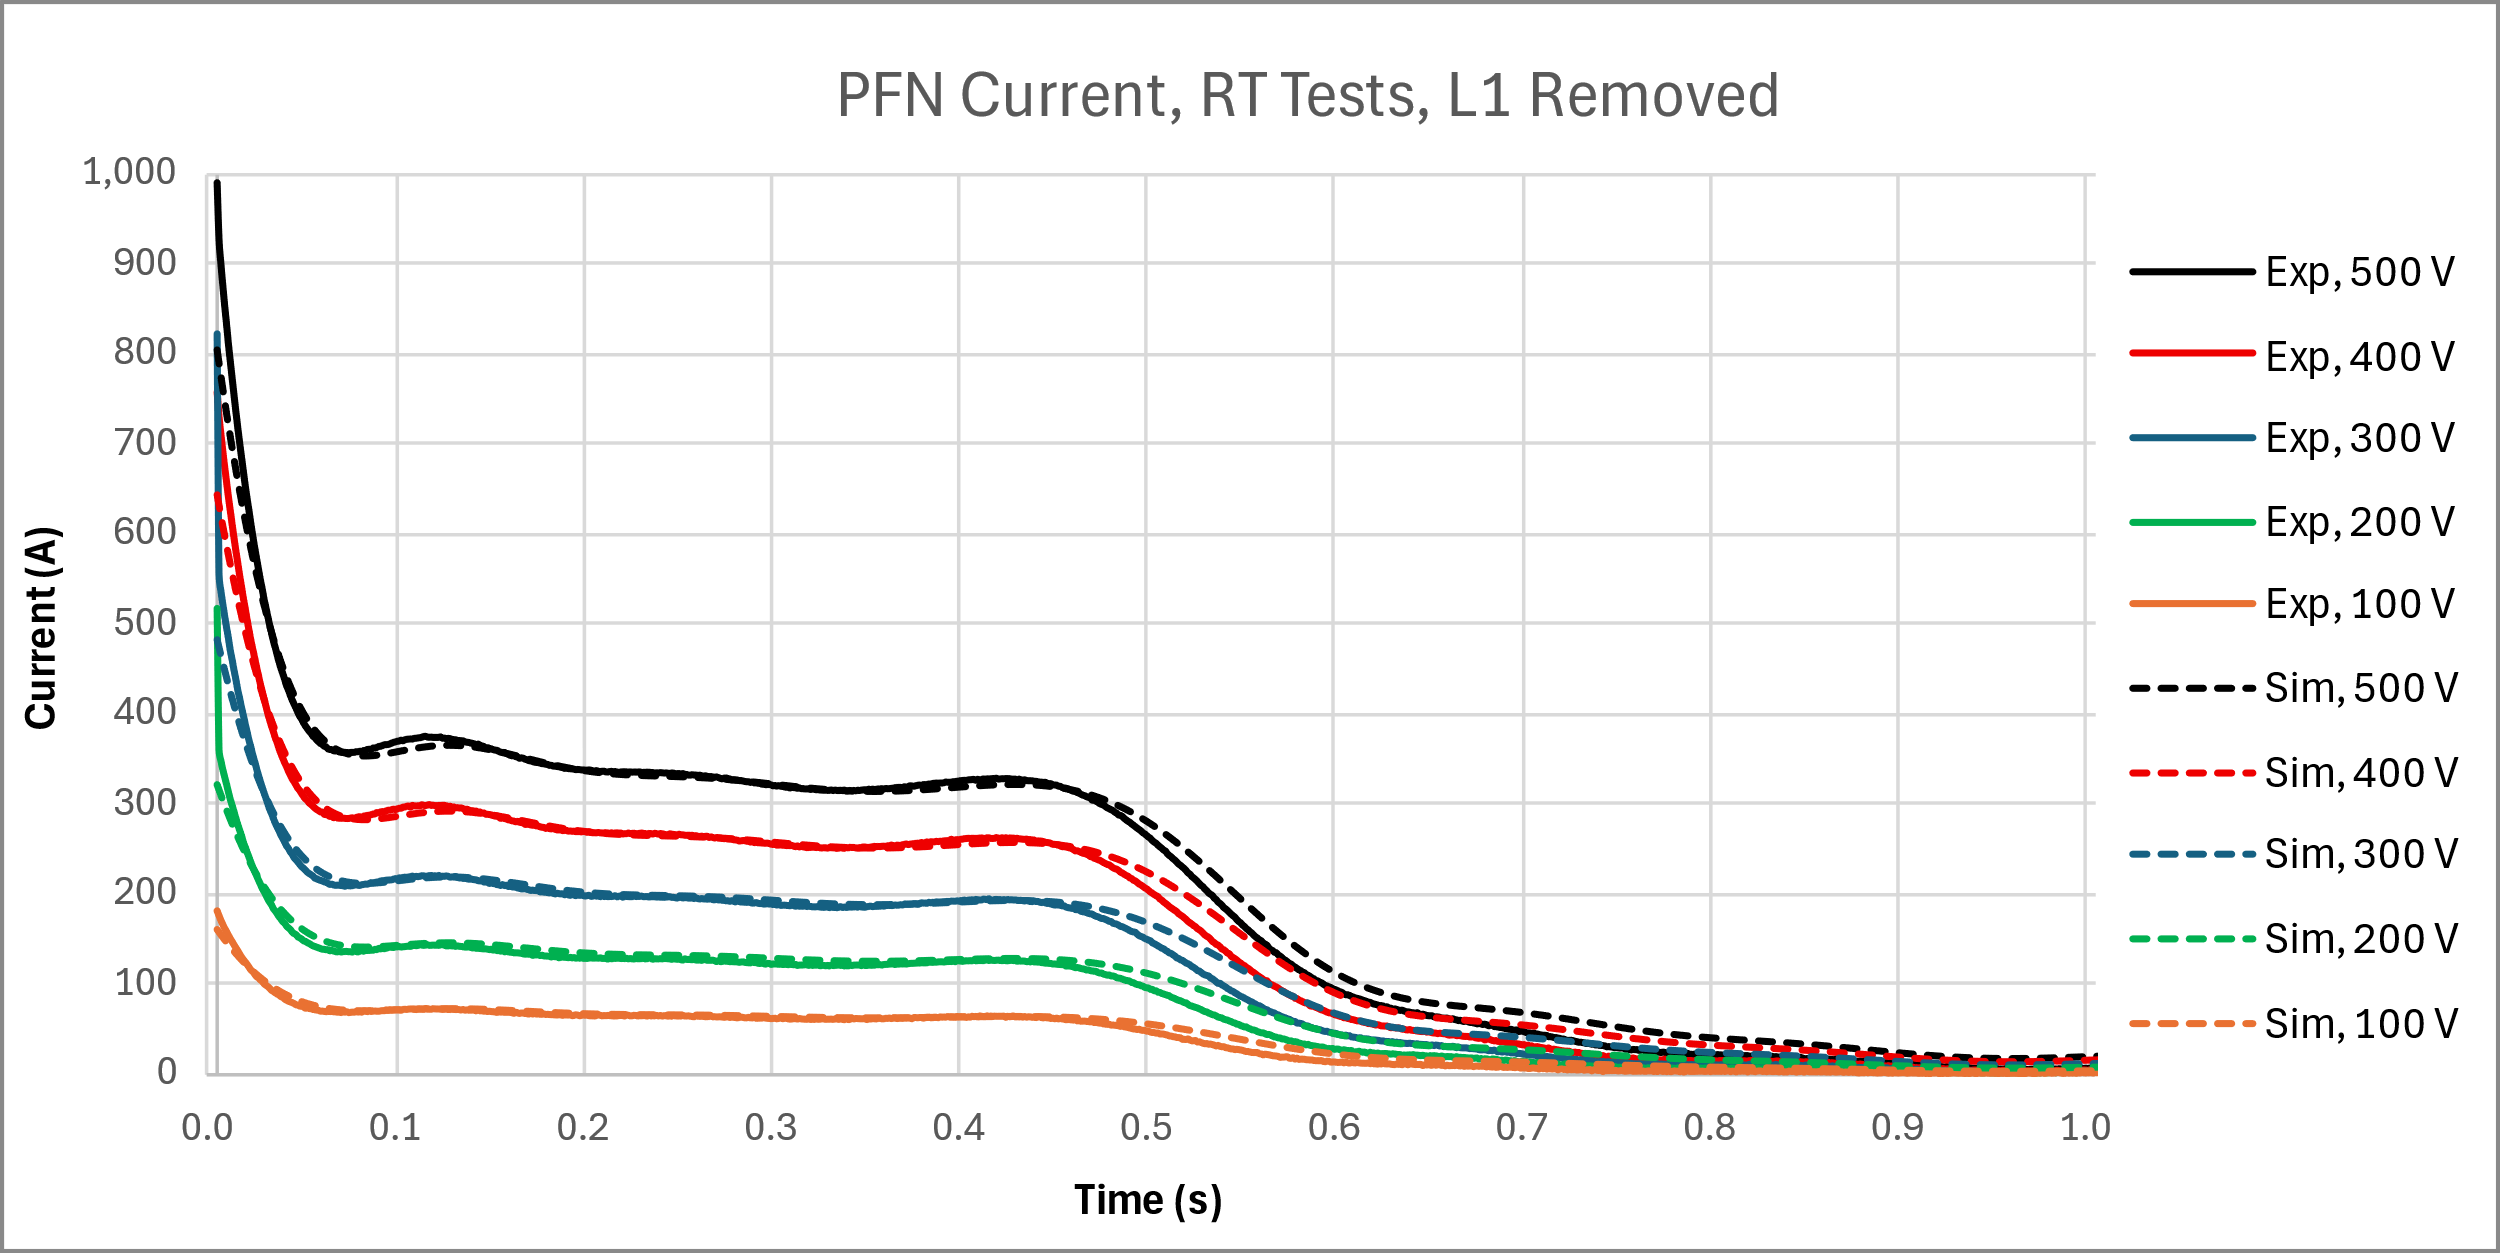 PFN Current, RT Tests, L1 Removed
1,000
900
800
700
600
500
400
300
200
100
0
Current (A)
0.0 0.1 0.2 0.3 0.4 0.5 0.6 0.7 0.8 0.9 1.0
Time (s)
Exp, 500 V
Exp, 400 V
Exp, 300 V
Exp, 200 V
Exp, 100 V
Sim, 500 V
Sim, 400 V
Sim, 300 V
Sim, 200 V
Sim, 100 V